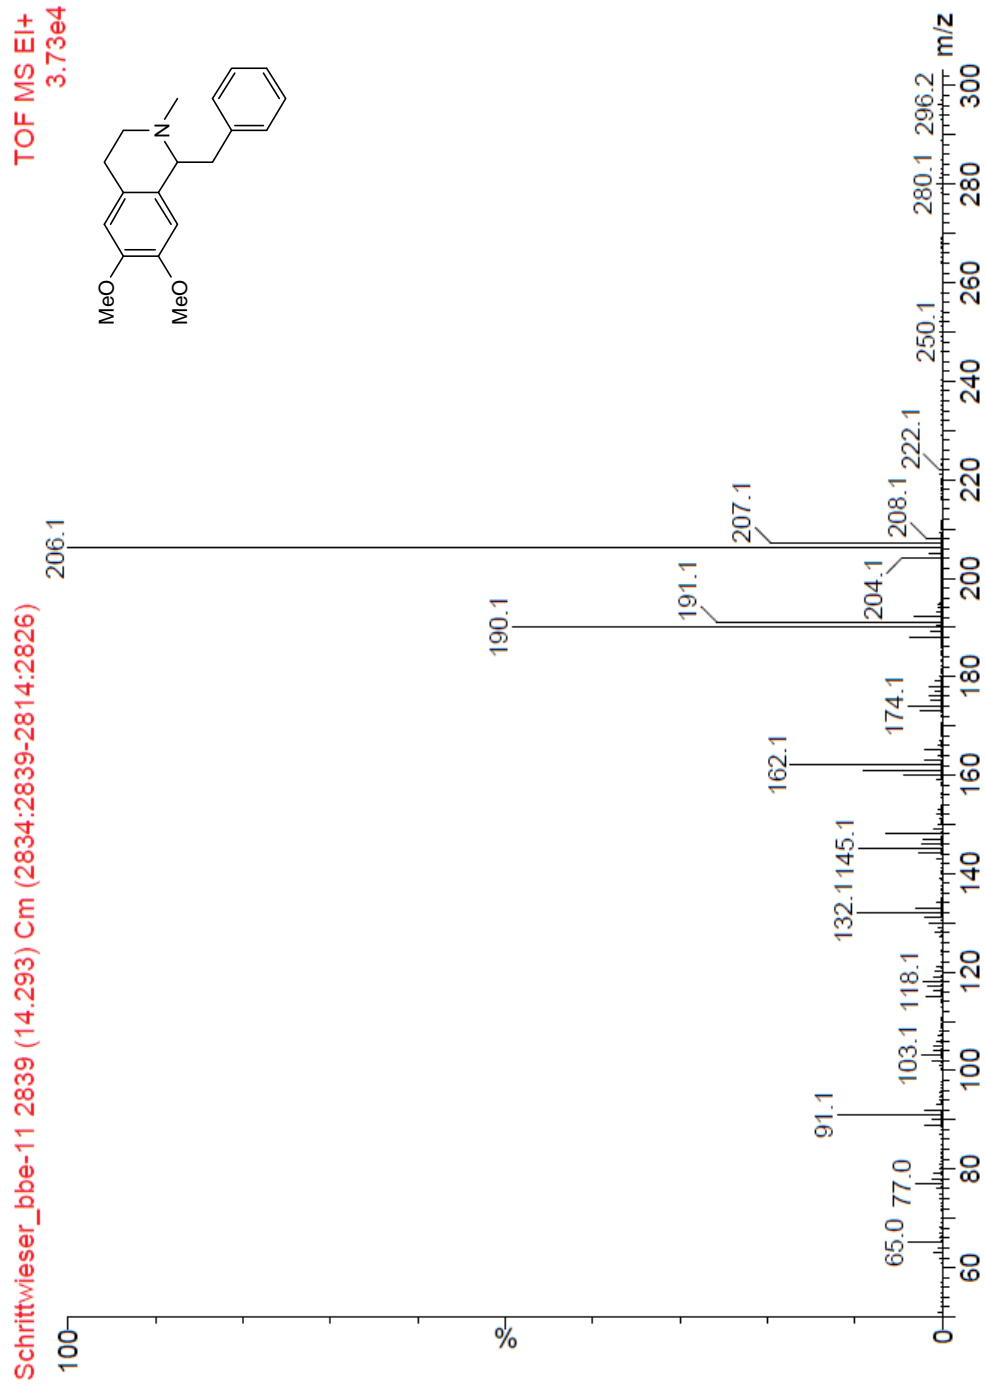 Schrittwieser_bbe-11 2839 (14.293) Cm (2834:2839-2814:2826)
TOF MS EI+
3.73e4
MeO
MeO
N
100
%
0
206.1
207.1
190.1
191.1
208.1
204.1
222.1
250.1
280.1
296.2
174.1
162.1
145.1
132.1
118.1
103.1
91.1
77.0
65.0
60 80 100 120 140 160 180 200 220 240 260 280 300
m/z